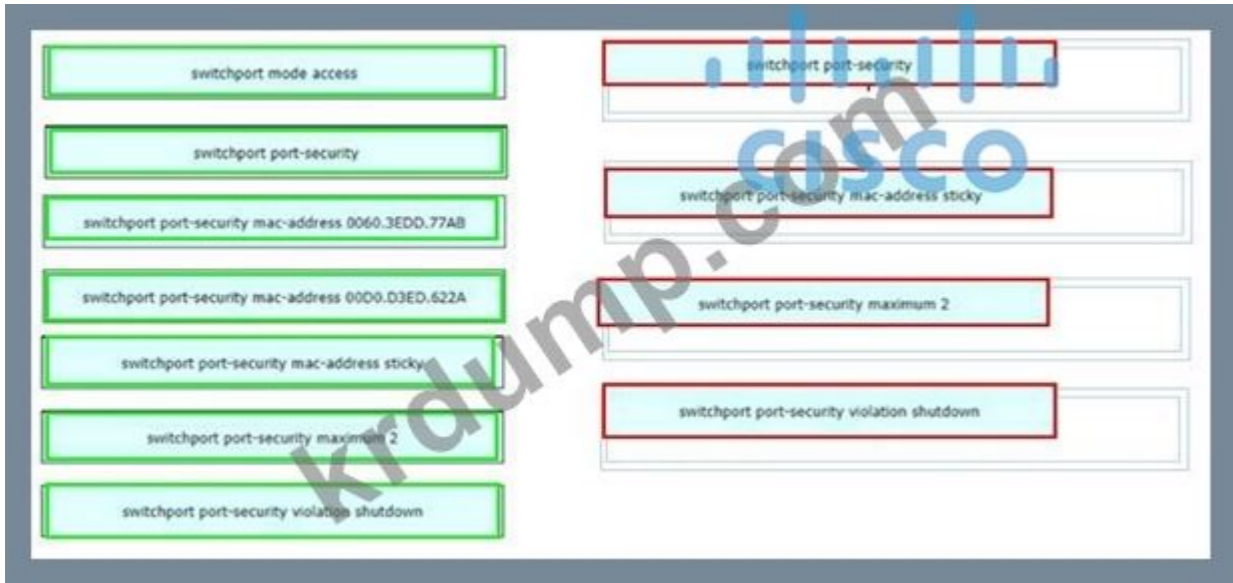 switchport mode access
switchport port-security
switchport port-security mac-address 0060.3EDD.77AB
switchport port-security mac-address 00D0.D3ED.622A
switchport port-security mac-address sticky
switchport port-security maximum 2
switchport port-security violation shutdown
switchport port-security
switchport port-security mac-address sticky
switchport port-security maximum 2
switchport port-security violation shutdown
CISCO
krdump.com